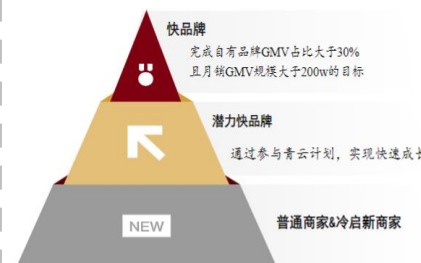 快品牌
完成自有品牌GMV占比大于30%
且月销GMV规模大于200w的目标
潜力快品牌
通过参与青云计划，实现快速成长
NEW
普通商家&冷启新商家